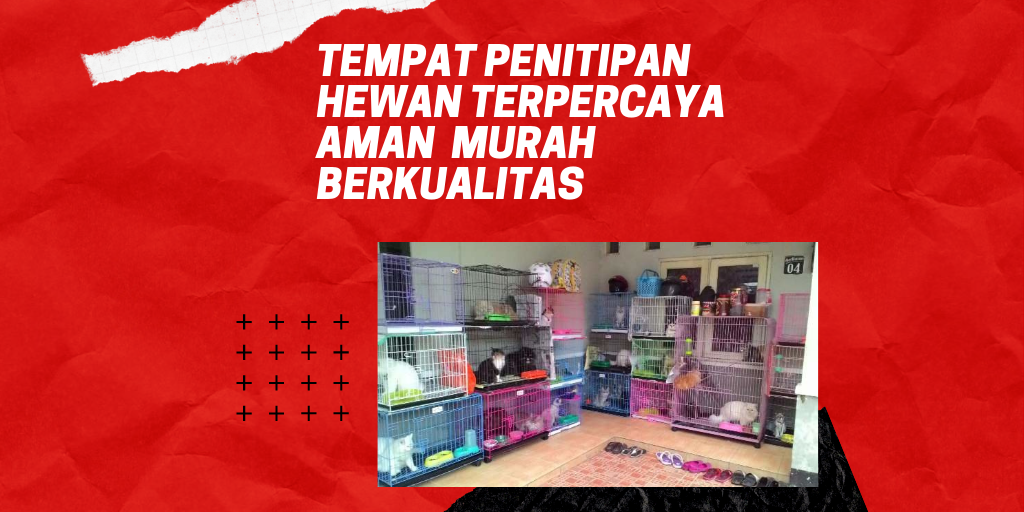 TEMPAT PENITIPAN
HEWAN TERPERCAYA
AMAN MURAH
BERKUALITAS
04